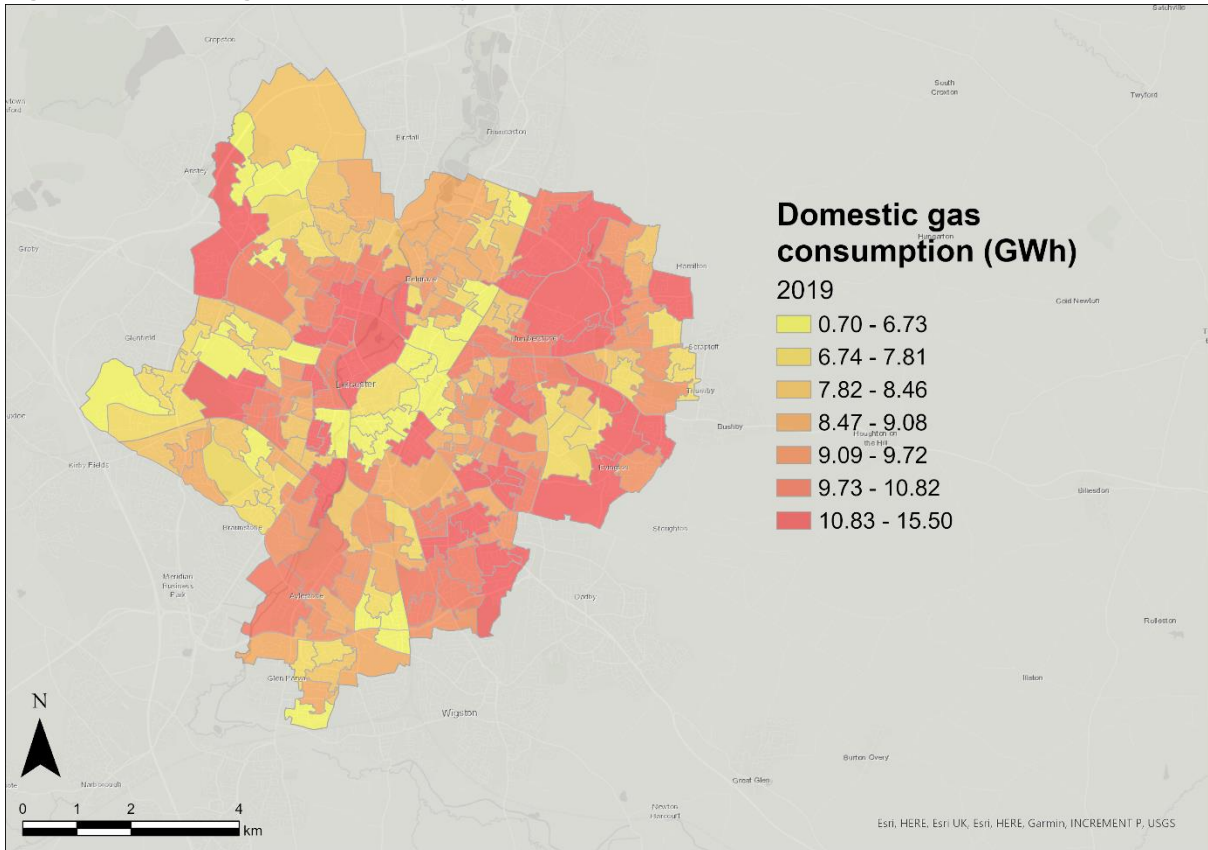 Cropston
South
Croxton
Twyford
Birstall
Anstey
Groby
Hungarton
Hamilton
Cold Newton
Belgrave
Glenfield
Scraptoft
Leicester
Thurnby
Bushby
Houghton on
the Hill
Kirby Fields
Evington
Billesdon
Braunstone
Stoughton
Meridian
Business
Park
Aylestone
Oadby
Rolleston
Glen Parva
Illston
Wigston
Burton Overy
Great Glen
Narborough
Newton
Harcourt
Domestic gas
consumption (GWh)
2019
0.70 - 6.73
6.74 - 7.81
7.82 - 8.46
8.47 - 9.08
9.09 - 9.72
9.73 - 10.82
10.83 - 15.50
N
0 1 2 4
km
Esri, HERE, Esri UK, Esri, HERE, Garmin, INCREMENT P, USGS